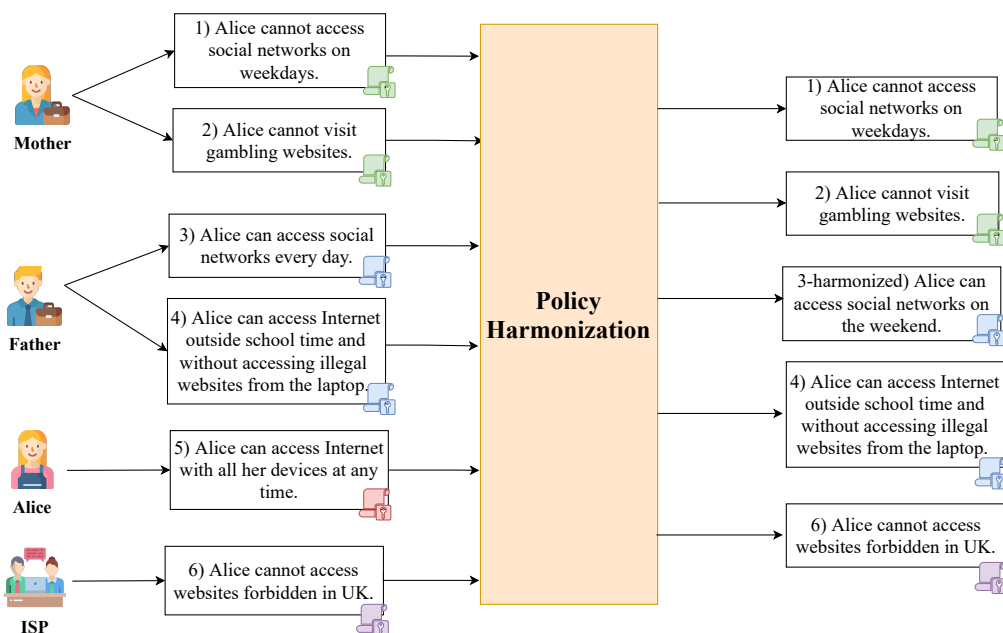 1) Alice cannot access
social networks on
weekdays.
Mother
2) Alice cannot visit
gambling websites.
3) Alice can access social
networks every day.
Father
4) Alice can access Internet
outside school time and
without accessing illegal
websites from the laptop.
5) Alice can access Internet
with all her devices at any
time.
Alice
6) Alice cannot access
websites forbidden in UK.
ISP
Policy
Harmonization
1) Alice cannot access
social networks on
weekdays.
2) Alice cannot visit
gambling websites.
3-harmonized) Alice can
access social networks on
the weekend.
4) Alice can access Internet
outside school time and
without accessing illegal
websites from the laptop.
6) Alice cannot access
websites forbidden in UK.